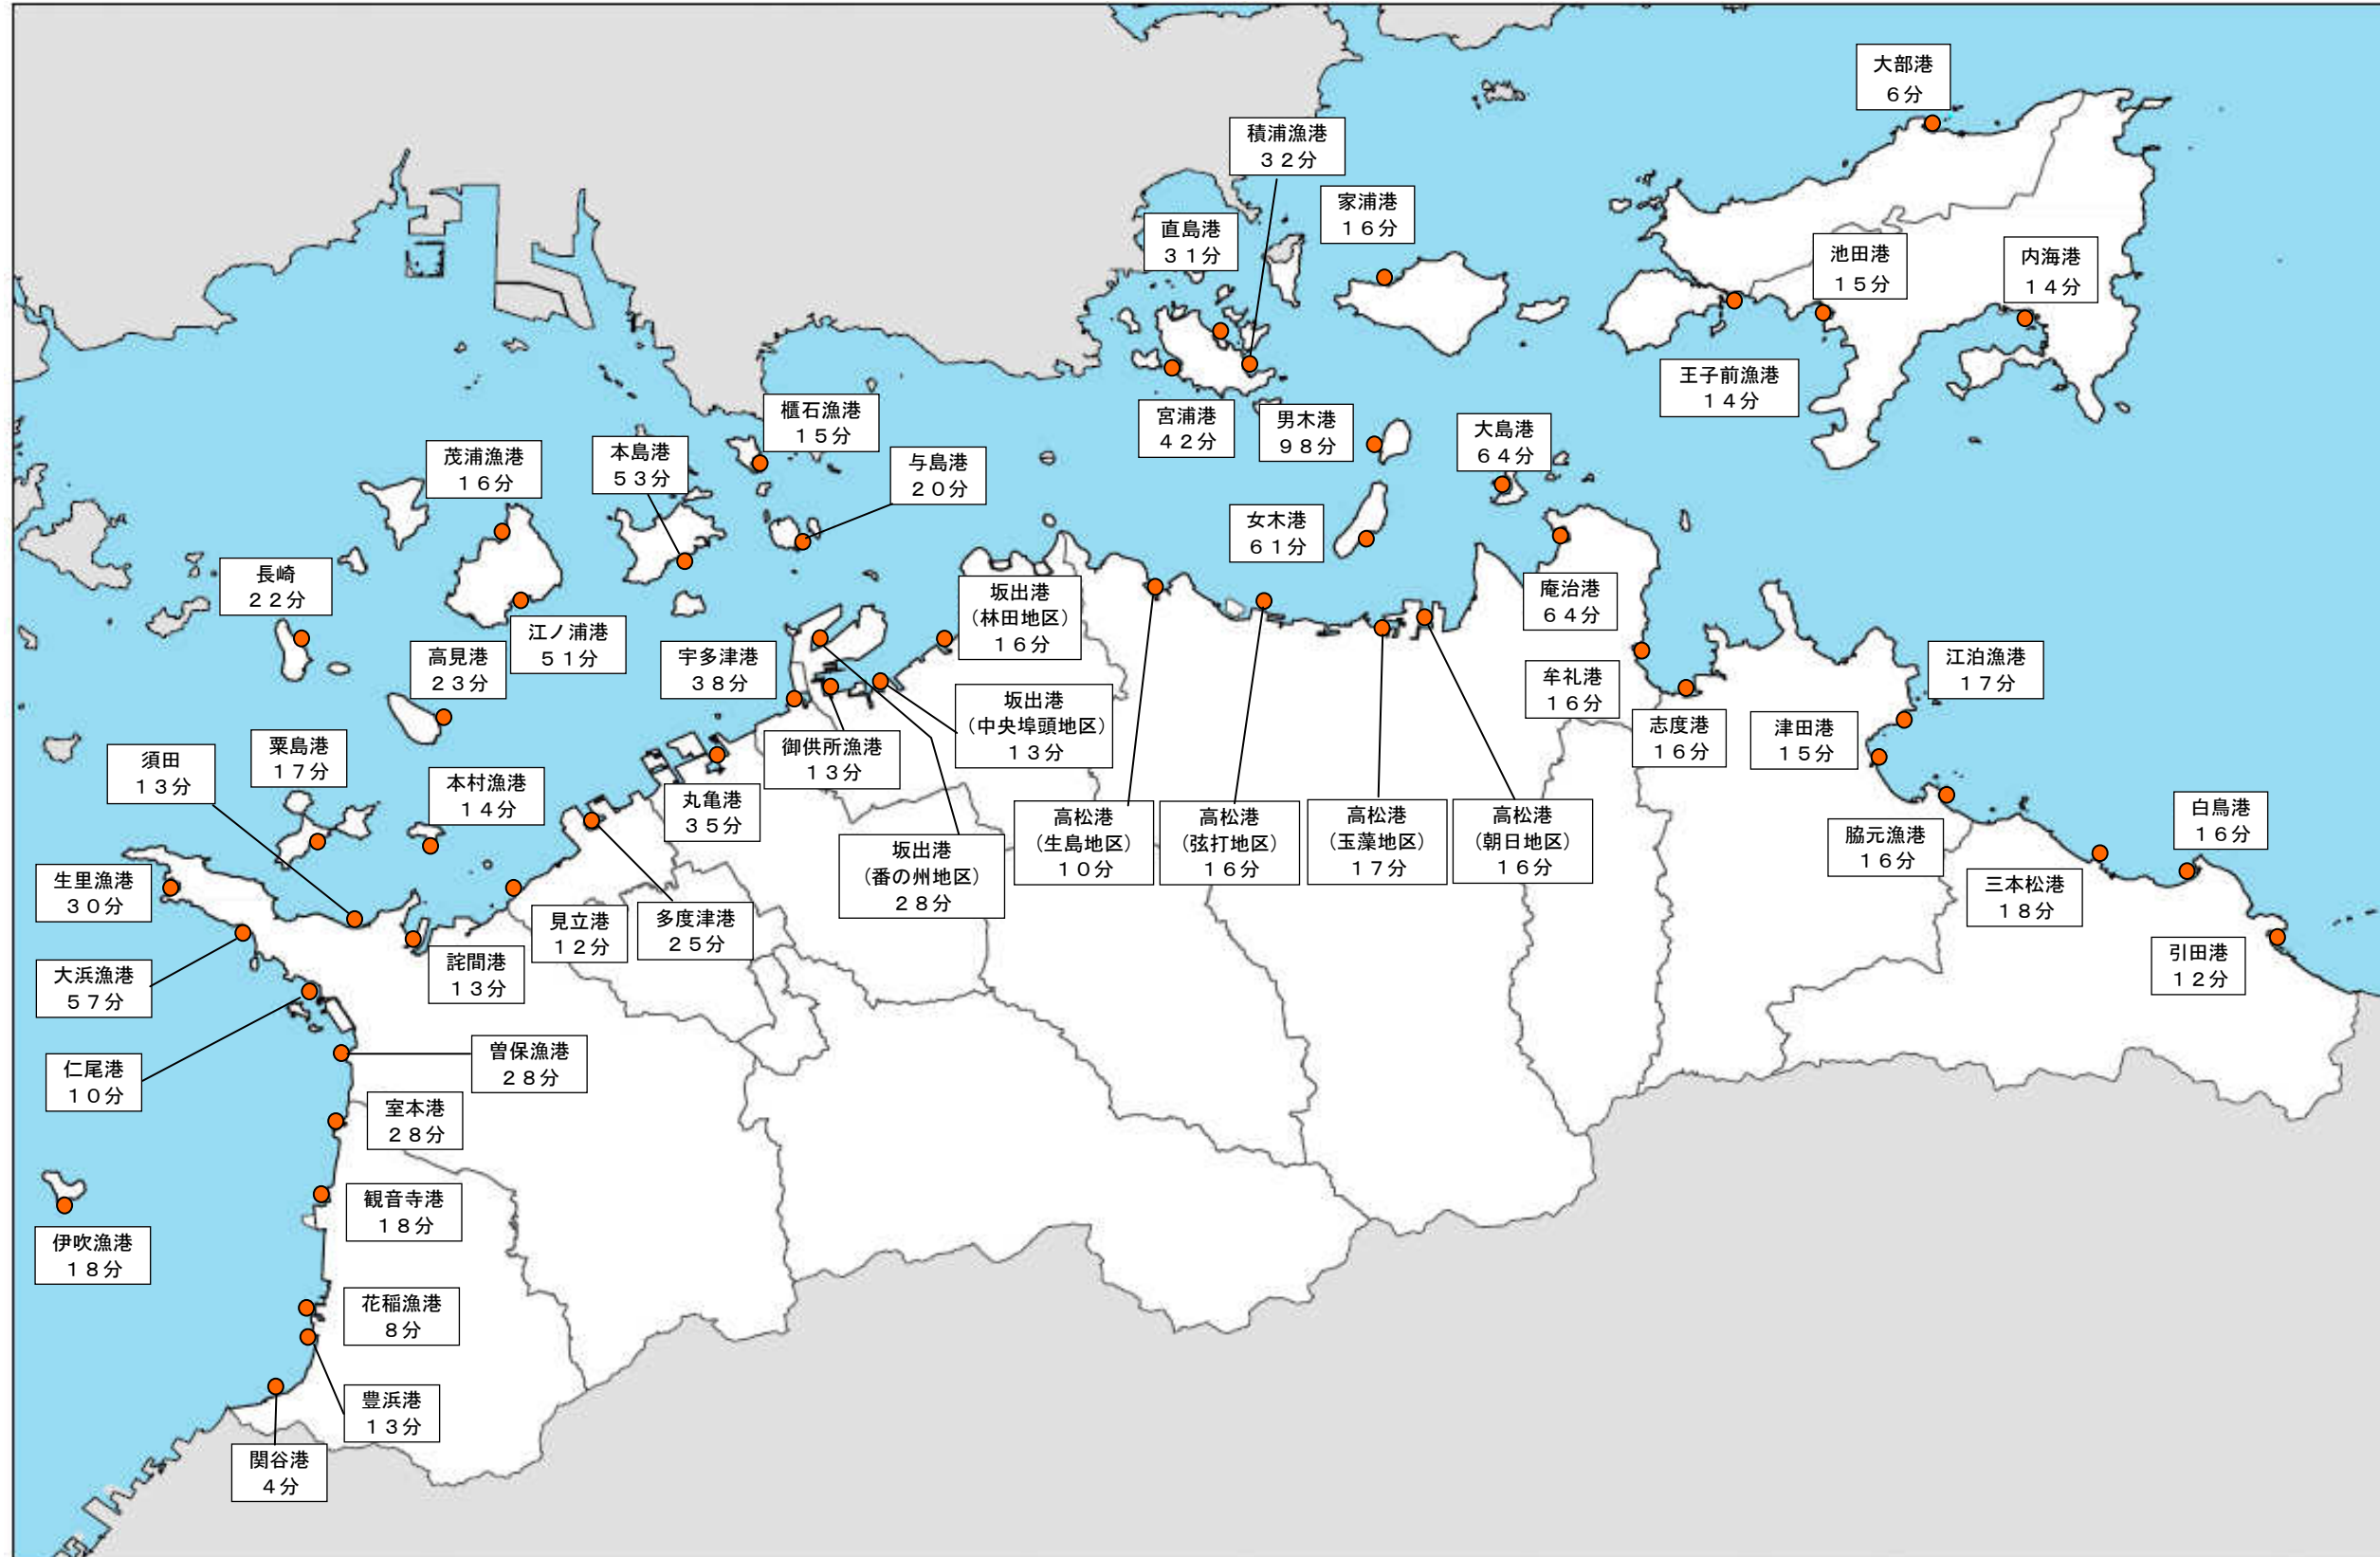 大部港
６分
積浦漁港
３２分
家浦港
１６分
直島港
３１分
池田港
１５分
内海港
１４分
王子前漁港
１４分
櫃石漁港
１５分
宮浦港
４２分
男木港
９８分
大島港
６４分
茂浦漁港
１６分
本島港
５３分
与島港
２０分
女木港
６１分
長崎
２２分
坂出港
（林田地区）
１６分
庵治港
６４分
江ノ浦港
５１分
高見港
２３分
宇多津港
３８分
牟礼港
１６分
江泊漁港
１７分
坂出港
（中央埠頭地区）
１３分
志度港
１６分
津田港
１５分
須田
１３分
粟島港
１７分
御供所漁港
１３分
本村漁港
１４分
丸亀港
３５分
高松港
（生島地区）
１０分
高松港
（弦打地区）
１６分
高松港
（玉藻地区）
１７分
高松港
（朝日地区）
１６分
白鳥港
１６分
脇元漁港
１６分
坂出港
（番の州地区）
２８分
生里漁港
３０分
三本松港
１８分
見立港
１２分
多度津港
２５分
引田港
１２分
詫間港
１３分
大浜漁港
５７分
曽保漁港
２８分
仁尾港
１０分
室本港
２８分
観音寺港
１８分
伊吹漁港
１８分
花稲漁港
８分
豊浜港
１３分
関谷港
４分